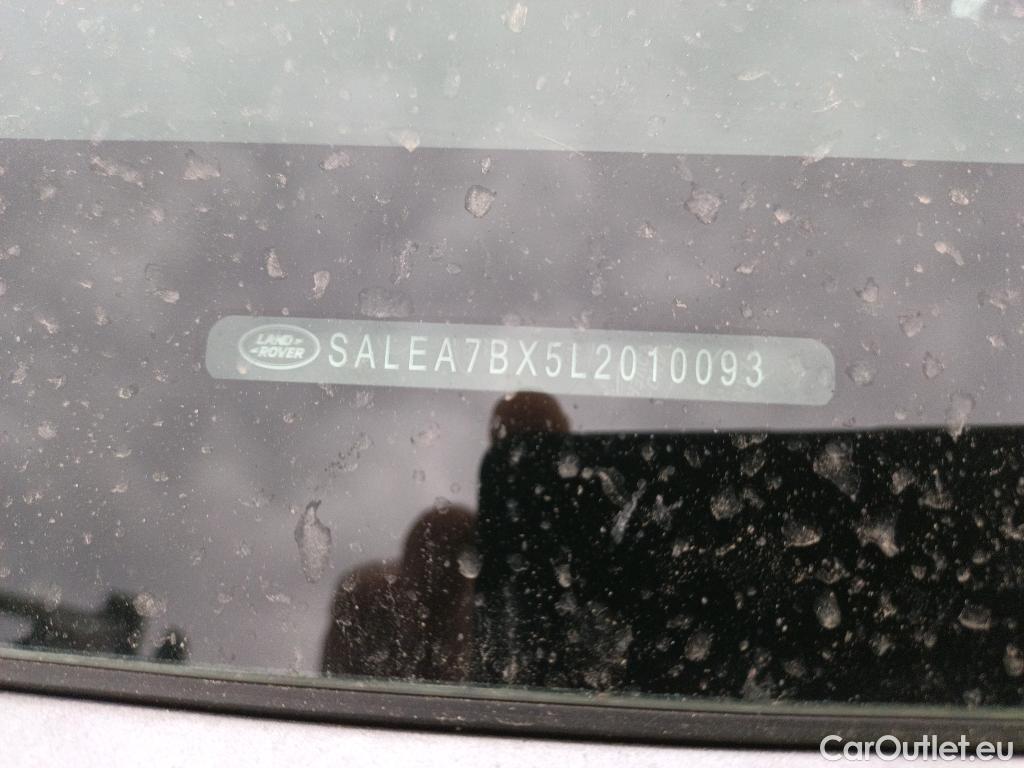 LAND
ROVER
SALEA7BX5L2010093
CarOutlet.eu